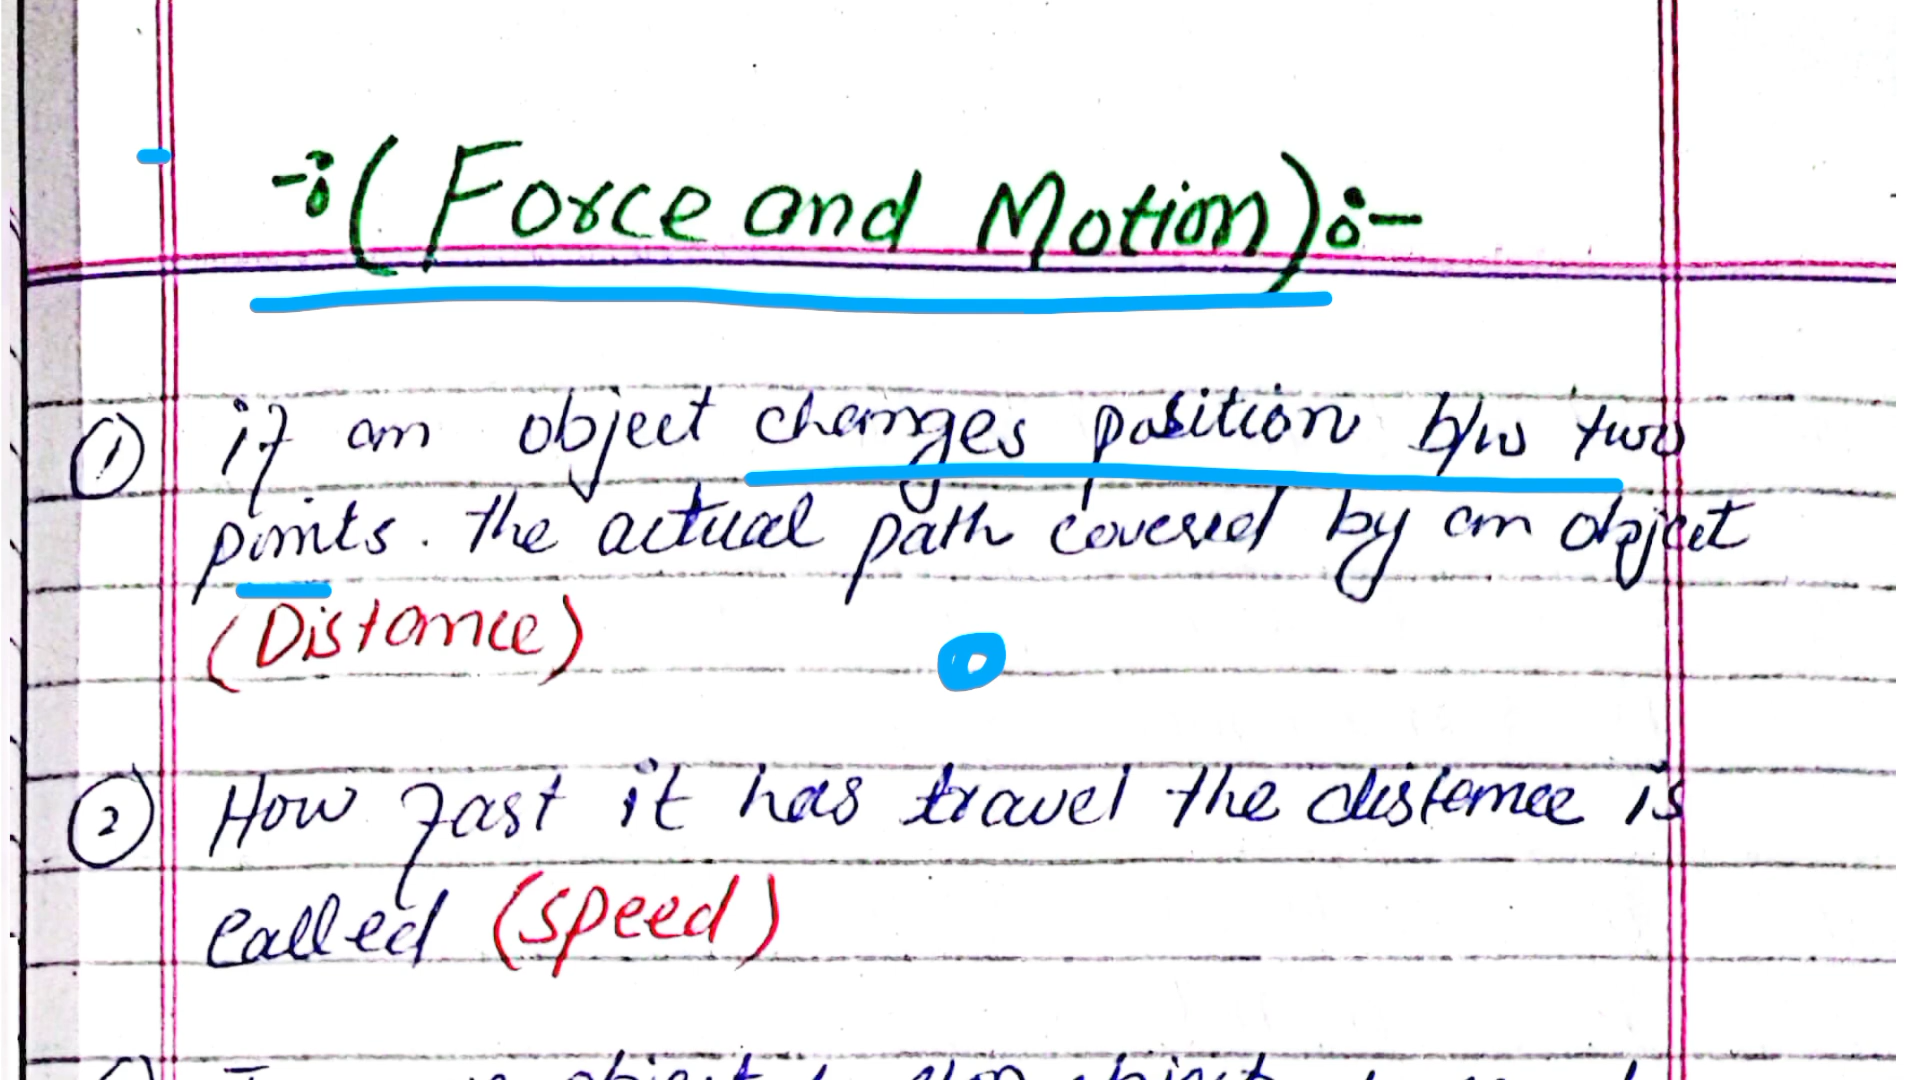 -:(Force and Motion):-
① if an object changes position b/w two
points. the actual path covered by an object
(Distance)
② How fast it has travel the distance is
called (speed)
object